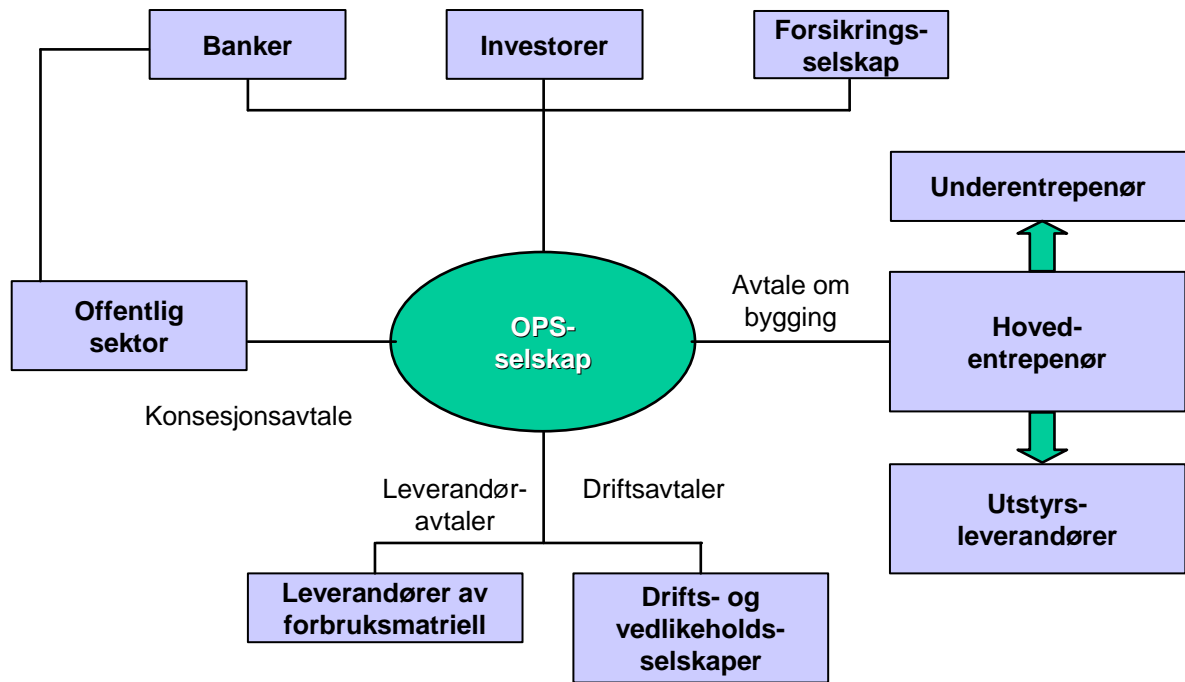 Banker
Investorer
Forsikrings-
selskap
Underentrepenør
Offentlig
sektor
OPS-
selskap
Avtale om
bygging
Hoved-
entrepenør
Konsesjonsavtale
Leverandør-
avtaler
Driftsavtaler
Utstyrs-
leverandører
Leverandører av
forbruksmatriell
Drifts- og
vedlikeholds-
selskaper